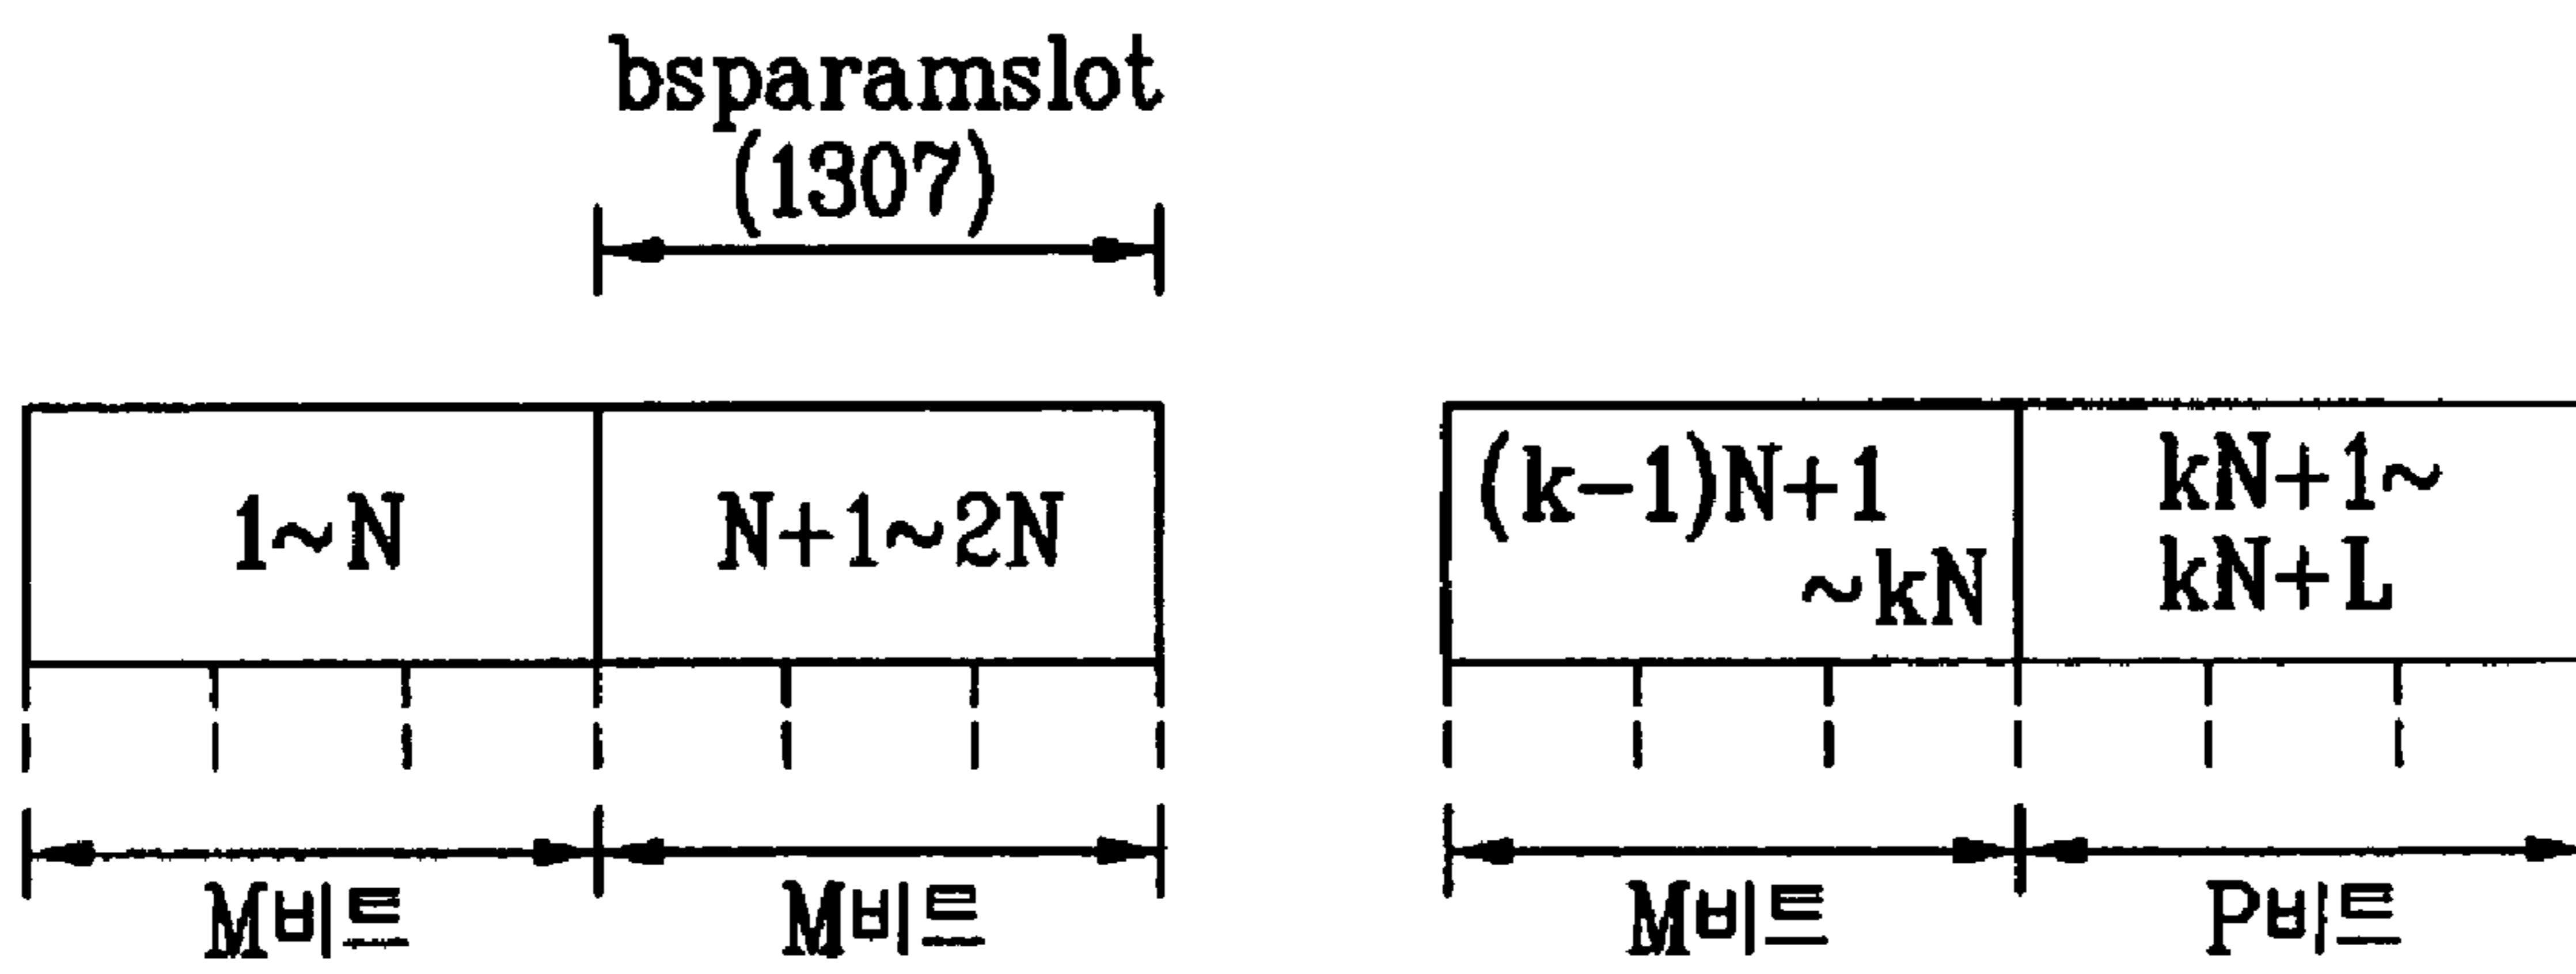 bsparamslot
(1307)
1~N
N+1~2N
(k-1)N+1
~kN
kN+1~
kN+L
M비트
M비트
M비트
P비트